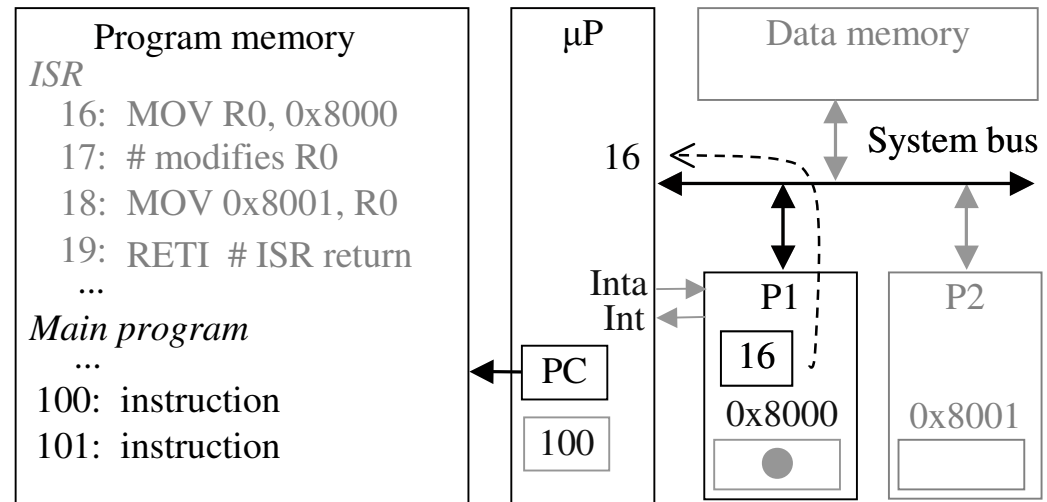 Program memory
ISR
16: MOV R0, 0x8000
17: # modifies R0
18: MOV 0x8001, R0
19: RETI # ISR return
...
Main program
...
100: instruction
101: instruction
μP
16
Inta
Int
PC
100
Data memory
System bus
P1
16
0x8000
P2
0x8001